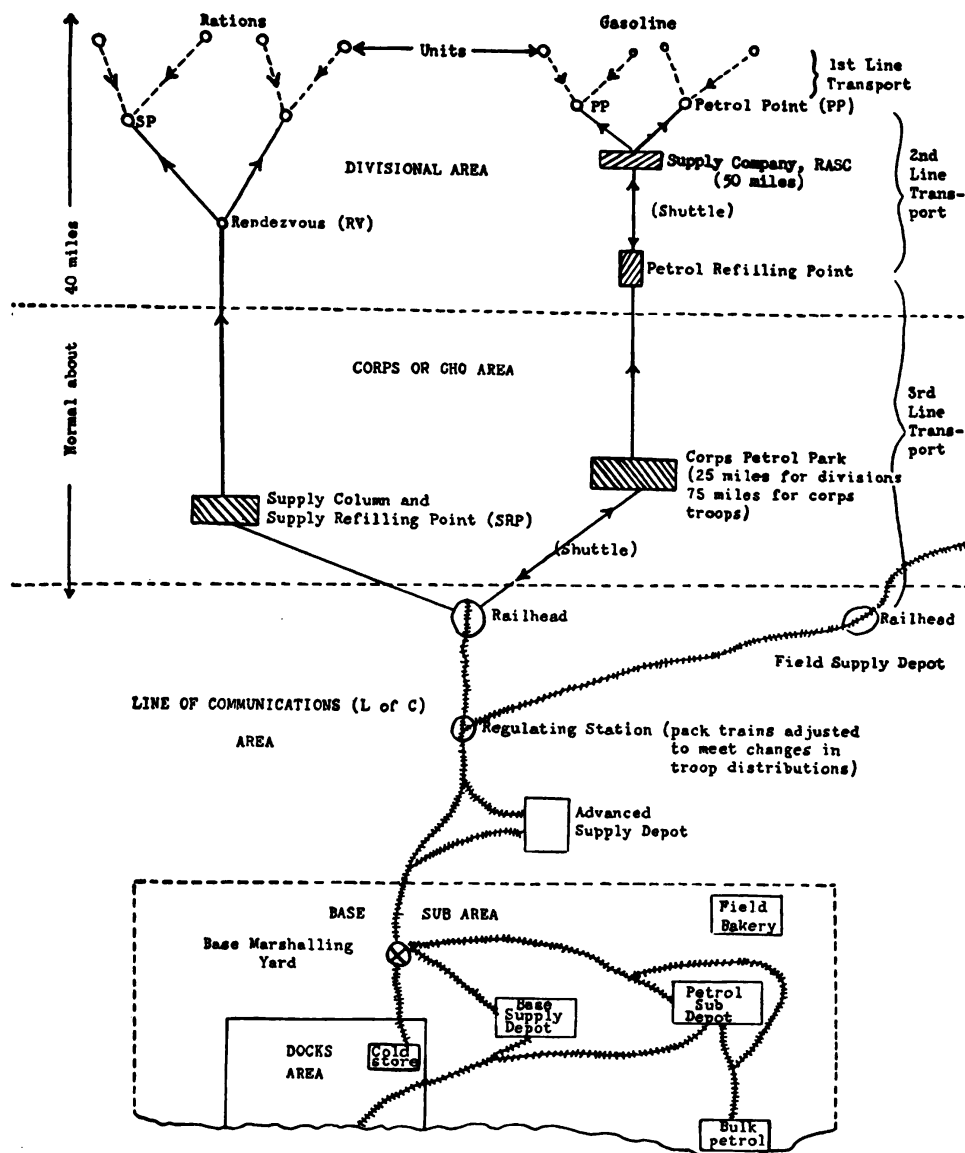 Rations
Gasoline
Units
1st Line
Transport
SP
PP
Petrol Point (PP)
DIVISIONAL AREA
Supply Company, RASC
(50 miles)
2nd
Line
Trans-
port
(Shuttle)
Rendezvous (RV)
Petrol Refilling Point
40 miles
Normal about
CORPS OR GHQ AREA
3rd
Line
Trans-
port
Corps Petrol Park
(25 miles for divisions
75 miles for corps
troops)
Supply Column and
Supply Refilling Point (SRP)
(Shuttle)
Railhead
Railhead
Field Supply Depot
LINE OF COMMUNICATIONS (L of C)
AREA
Regulating Station (pack trains adjusted
to meet changes in
troop distributions)
Advanced
Supply Depot
BASE SUB AREA
Field
Bakery
Base Marshalling
Yard
Base
Supply
Depot
Petrol
Sub
Depot
DOCKS
AREA
Cold
store
Bulk
petrol